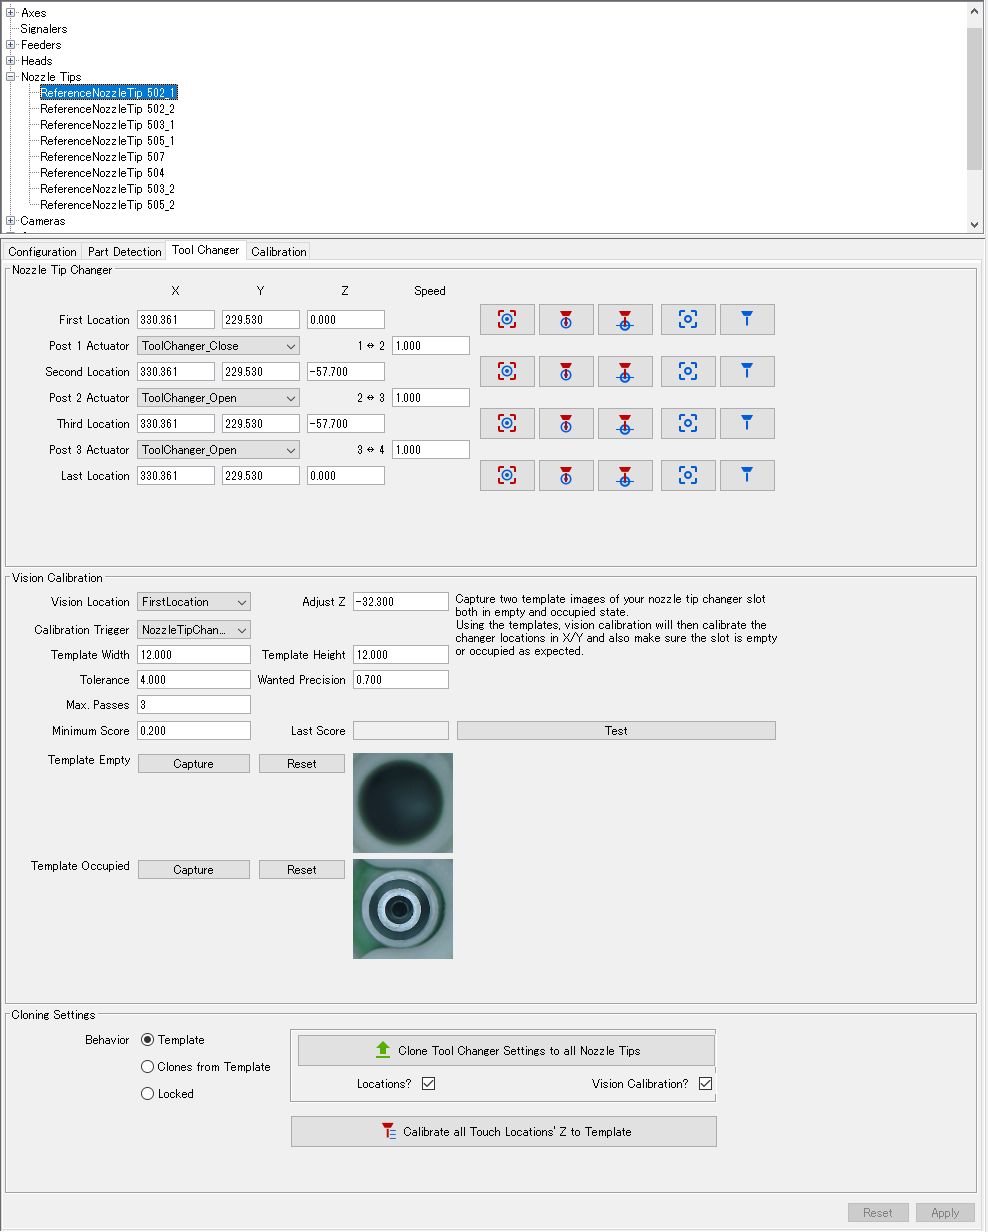 Axes
Signalers
Feeders
Heads
Nozzle Tips
ReferenceNozzleTip 502_1
ReferenceNozzleTip 502_2
ReferenceNozzleTip 503_1
ReferenceNozzleTip 505_1
ReferenceNozzleTip 507
ReferenceNozzleTip 504
ReferenceNozzleTip 503_2
ReferenceNozzleTip 505_2
Cameras
Configuration Part Detection Tool Changer Calibration
Nozzle Tip Changer
X Y Z Speed
First Location 330.361 229.530 0.000
Post 1 Actuator ToolChanger_Close 1 ↔ 2 1.000
Second Location 330.361 229.530 -57.700
Post 2 Actuator ToolChanger_Open 2 ↔ 3 1.000
Third Location 330.361 229.530 -57.700
Post 3 Actuator ToolChanger_Open 3 ↔ 4 1.000
Last Location 330.361 229.530 0.000
Vision Calibration
Vision Location FirstLocation Adjust Z -32.300
Capture two template images of your nozzle tip changer slot
both in empty and occupied state.
Using the templates, vision calibration will then calibrate the
changer locations in X/Y and also make sure the slot is empty
or occupied as expected.
Calibration Trigger NozzleTipChan...
Template Width 12.000 Template Height 12.000
Tolerance 4.000 Wanted Precision 0.700
Max. Passes 3
Minimum Score 0.200 Last Score Test
Template Empty Capture Reset
Template Occupied Capture Reset
Cloning Settings
Behavior Template
Clones from Template
Locked
Clone Tool Changer Settings to all Nozzle Tips
Locations? Vision Calibration?
Calibrate all Touch Locations' Z to Template
Reset Apply